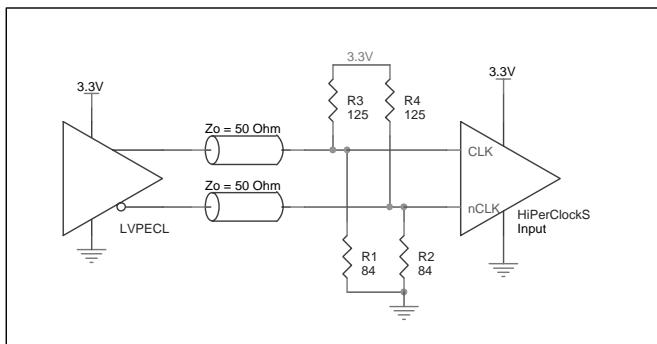 3.3V
3.3V
3.3V
R3
125
R4
125
Zo = 50 Ohm
CLK
Zo = 50 Ohm
nCLK
HiPerClockS
Input
LVPECL
R1
84
R2
84